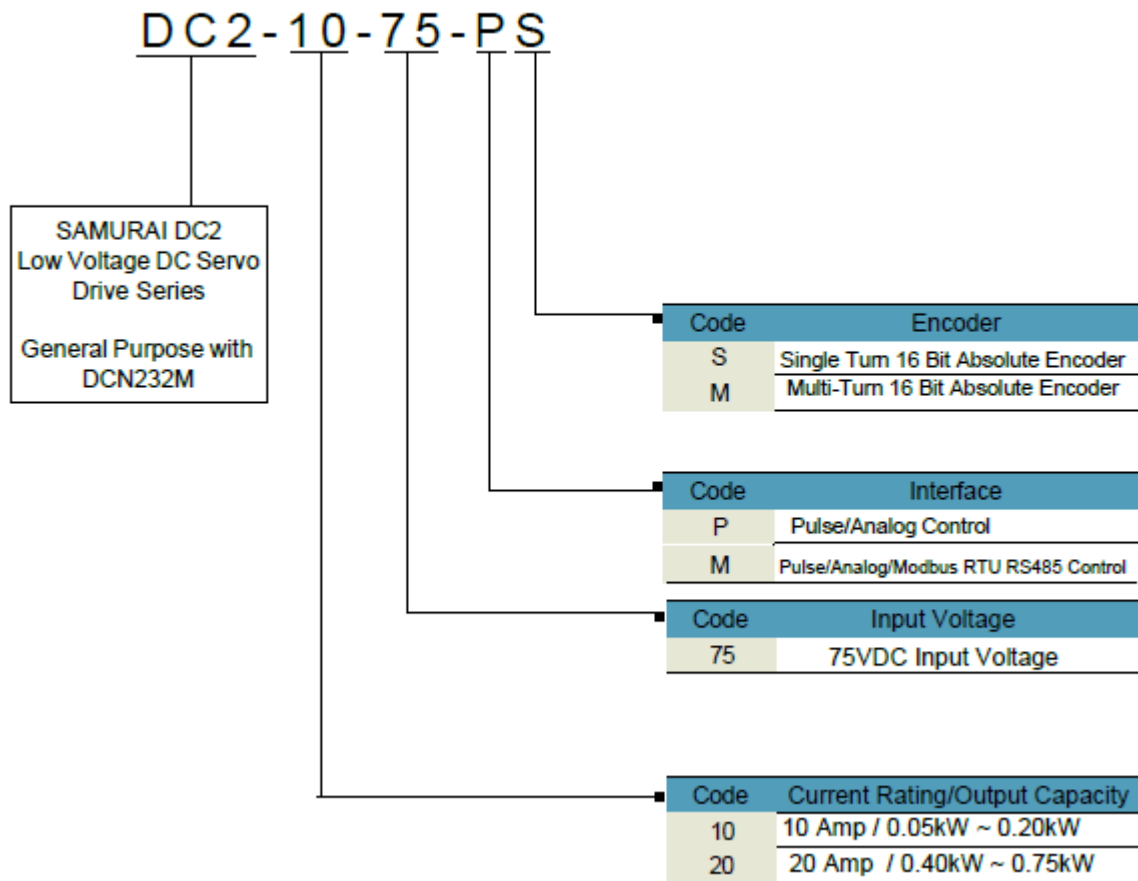 DC2-10-75-PS
SAMURAI DC2
Low Voltage DC Servo
Drive Series
General Purpose with
DCN232M
Code Encoder
S Single Turn 16 Bit Absolute Encoder
M Multi-Turn 16 Bit Absolute Encoder
Code Interface
P Pulse/Analog Control
M Pulse/Analog/Modbus RTU RS485 Control
Code Input Voltage
75 75VDC Input Voltage
Code Current Rating/Output Capacity
10 10 Amp / 0.05kW ~ 0.20kW
20 20 Amp / 0.40kW ~ 0.75kW